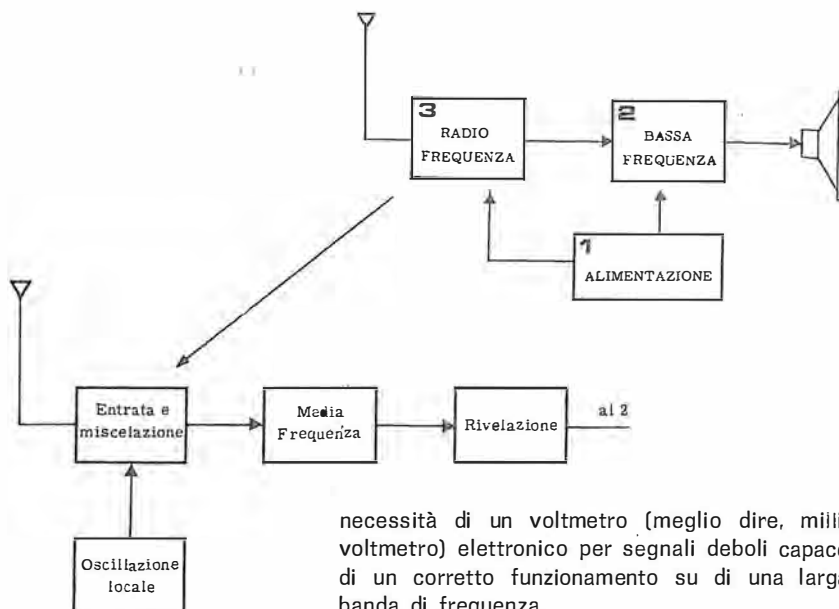 3
RADIO
FREQUENZA
2
BASSA
FREQUENZA
1
ALIMENTAZIONE
Entrata e
miscelazione
Media
Frequenza
Rivelazione
al 2
Oscillazione
locale
necessità di un voltmetro (meglio dire, milli-
voltmetro) elettronico per segnali deboli capace
di un corretto funzionamento su di una larga
banda di frequenza